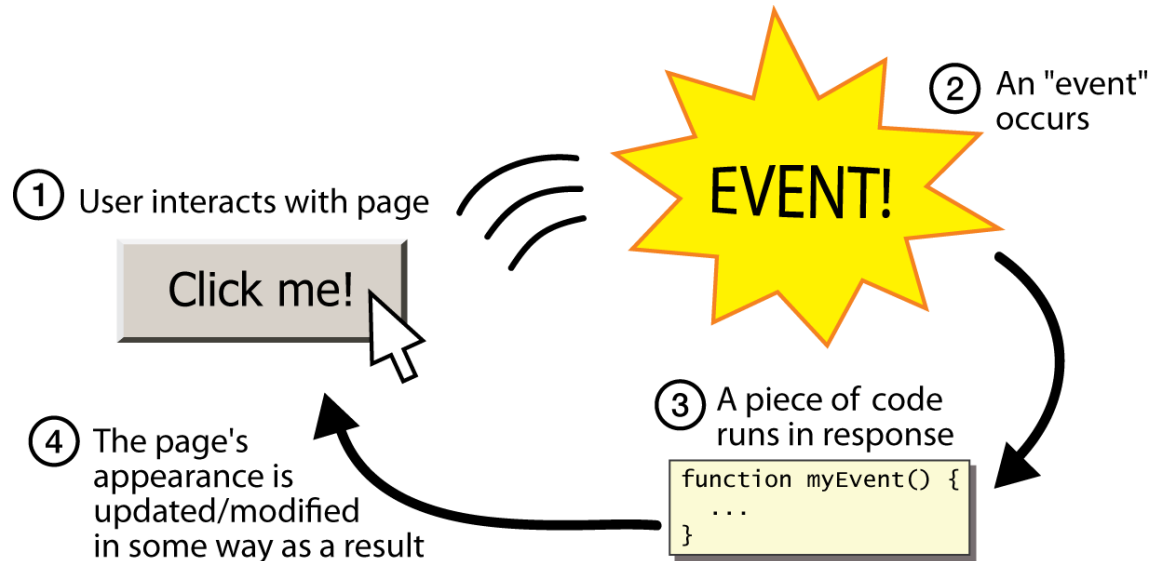 1 User interacts with page
Click me!
EVENT!
2 An "event"
occurs
3 A piece of code
runs in response
function myEvent() {
...
}
4 The page's
appearance is
updated/modified
in some way as a result